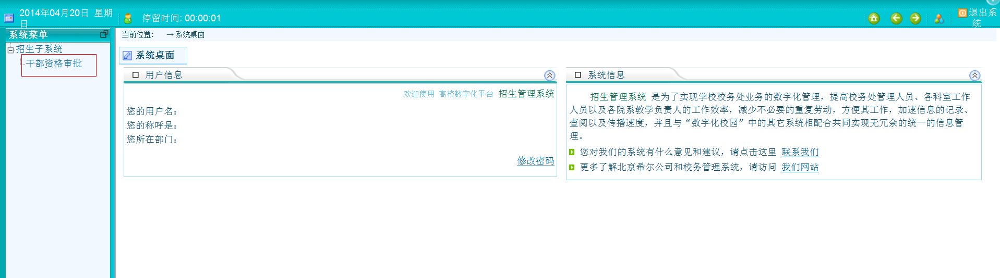 2014年04月20日 星期
日
停留时间: 00:00:01
退出系
统
系统菜单
招生子系统
干部资格审批
当前位置： →系统桌面
系统桌面
用户信息
欢迎使用 高校数字化平台 招生管理系统
您的用户名：
您的称呼是：
您所在部门：
修改密码
系统信息
招生管理系统 是为了实现学校校务处业务的数字化管理，提高校务处管理人员、各科室工作
人员以及各院系教学负责人的工作效率，减少不必要的重复劳动，方便其工作，加速信息的记录、
查阅以及传播速度，并且与“数字化校园”中的其它系统相配合共同实现无冗余的统一的信息管
理。
您对我们的系统有什么意见和建议，请点击这里 联系我们
更多了解北京希尔公司和校务管理系统，请访问 我们网站